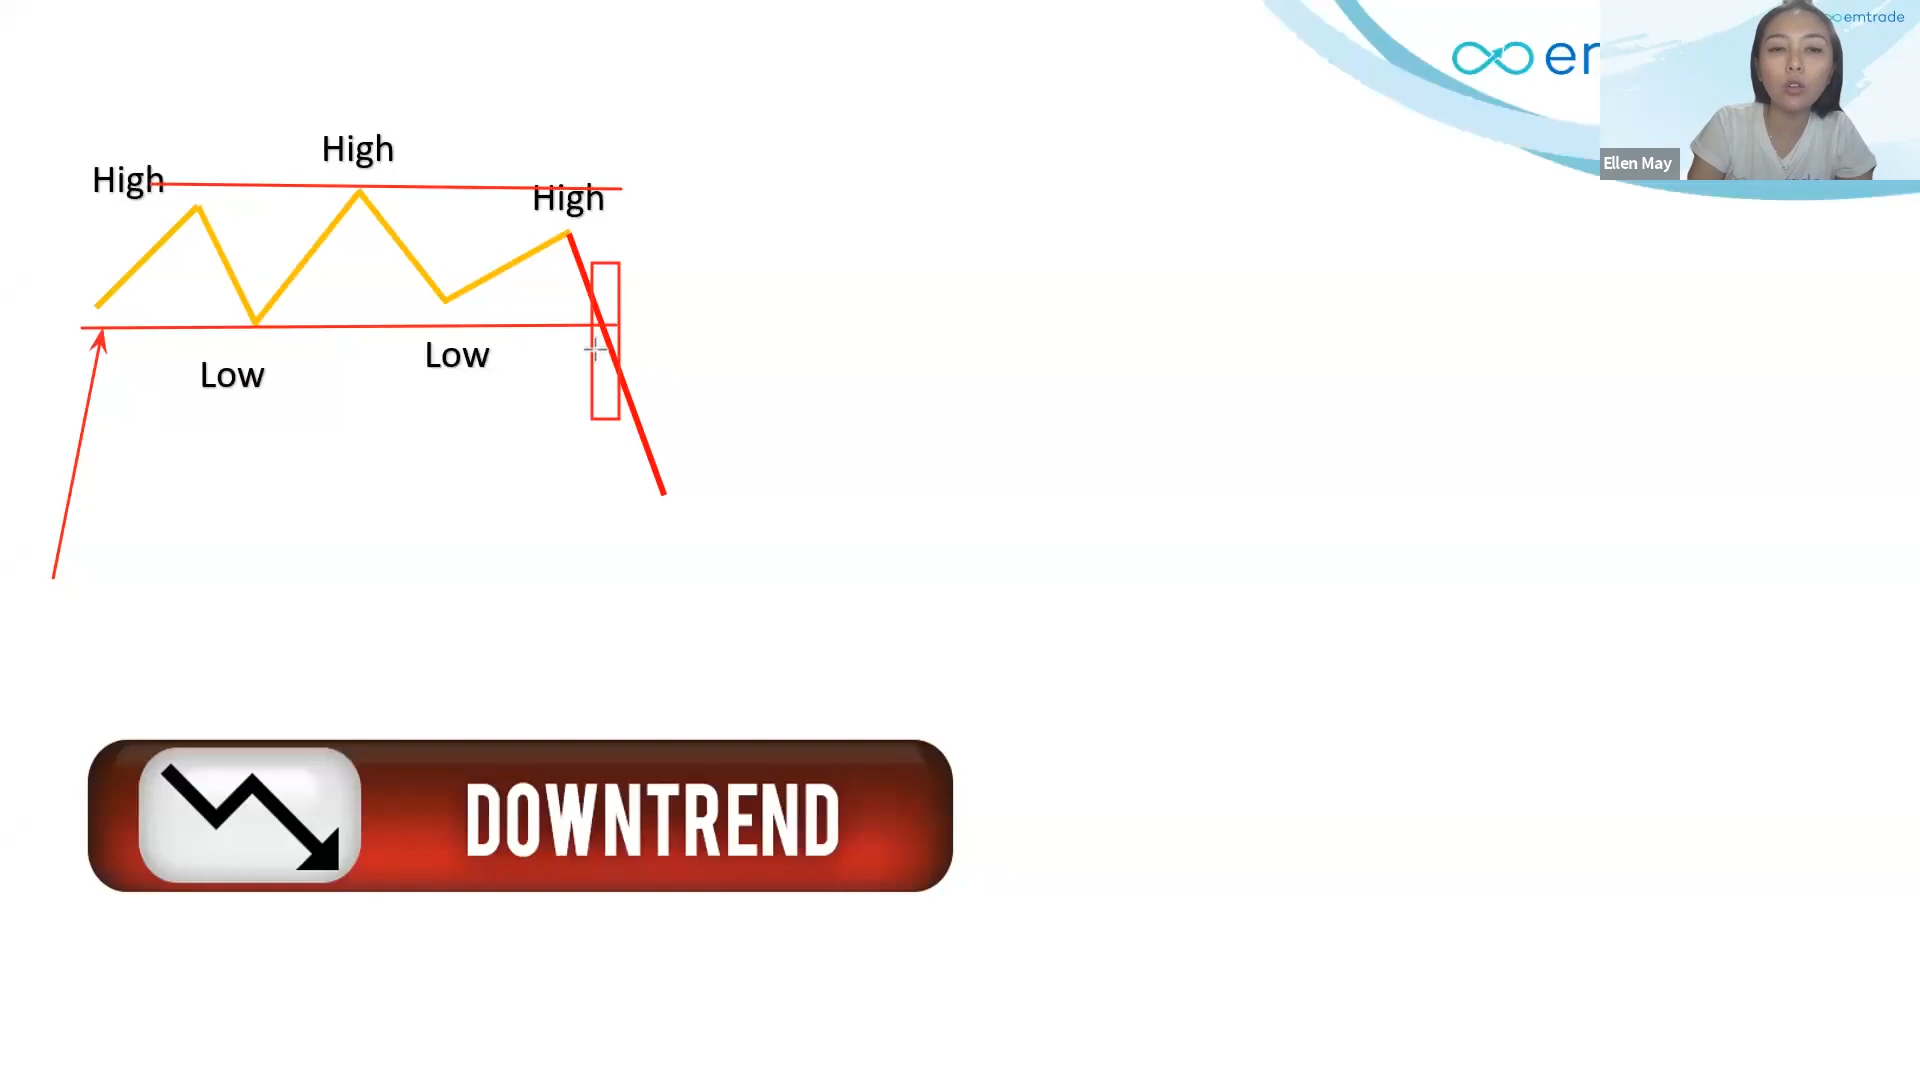 emtrade
er
Ellen May
High
High
High
Low
Low
DOWNTREND